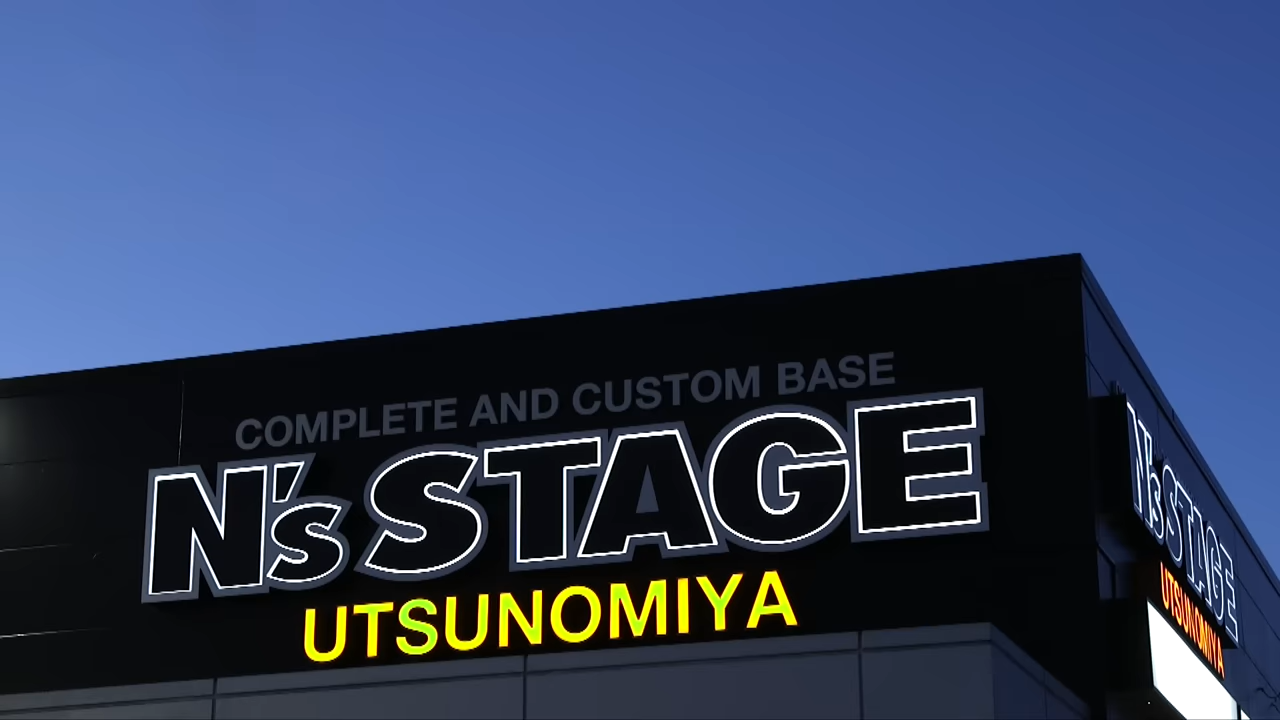 COMPLETE AND CUSTOM BASE
N's STAGE
UTSUNOMIYA
N's STAGE
UTSUNOMIYA